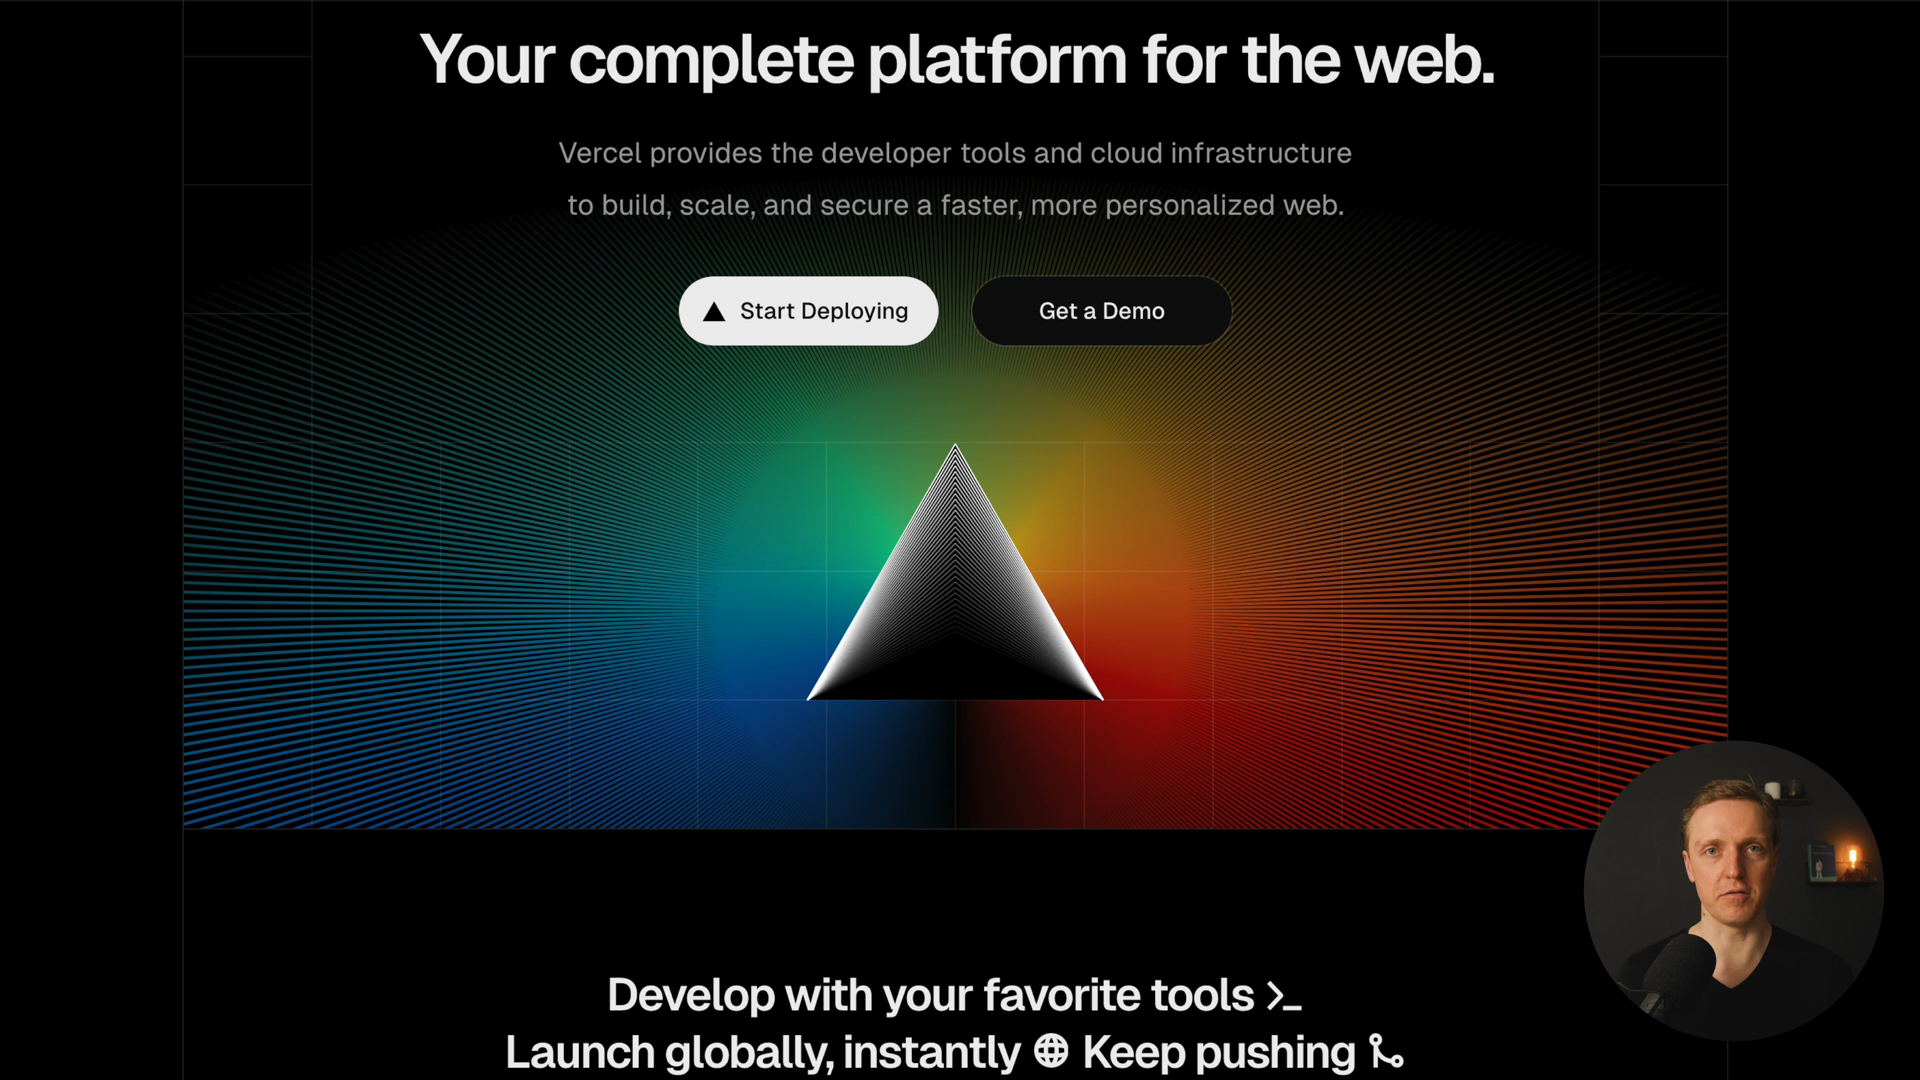 Your complete platform for the web.
Vercel provides the developer tools and cloud infrastructure
to build, scale, and secure a faster, more personalized web.
Start Deploying
Get a Demo
Develop with your favorite tools
Launch globally, instantly Keep pushing